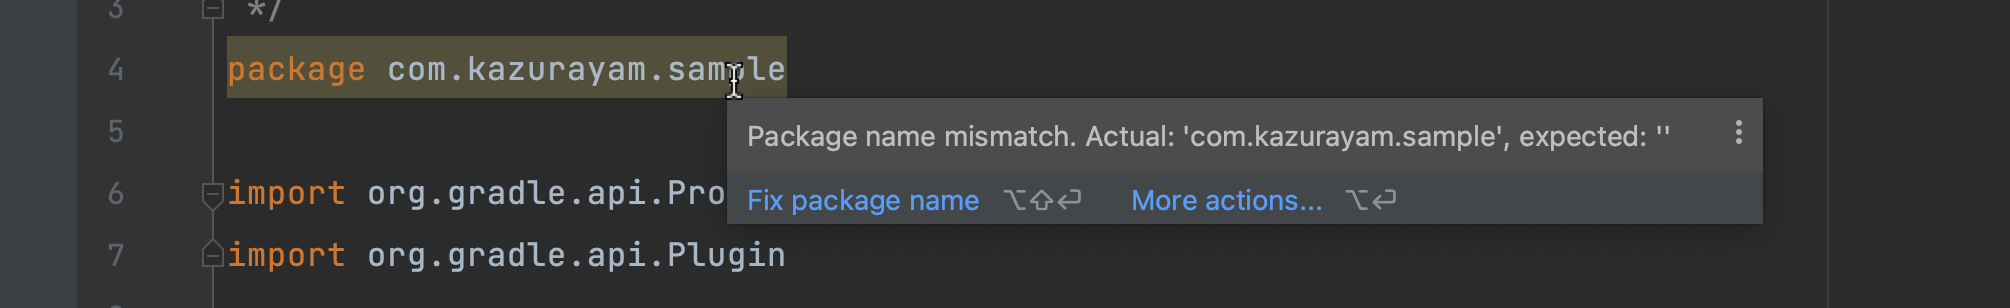 3 */
4 package com.kazurayam.sample
5
Package name mismatch. Actual: 'com.kazurayam.sample', expected: ''
6 import org.gradle.api.Pro
Fix package name ⌥⇧⏎ More actions... ⌥⏎
7 import org.gradle.api.Plugin